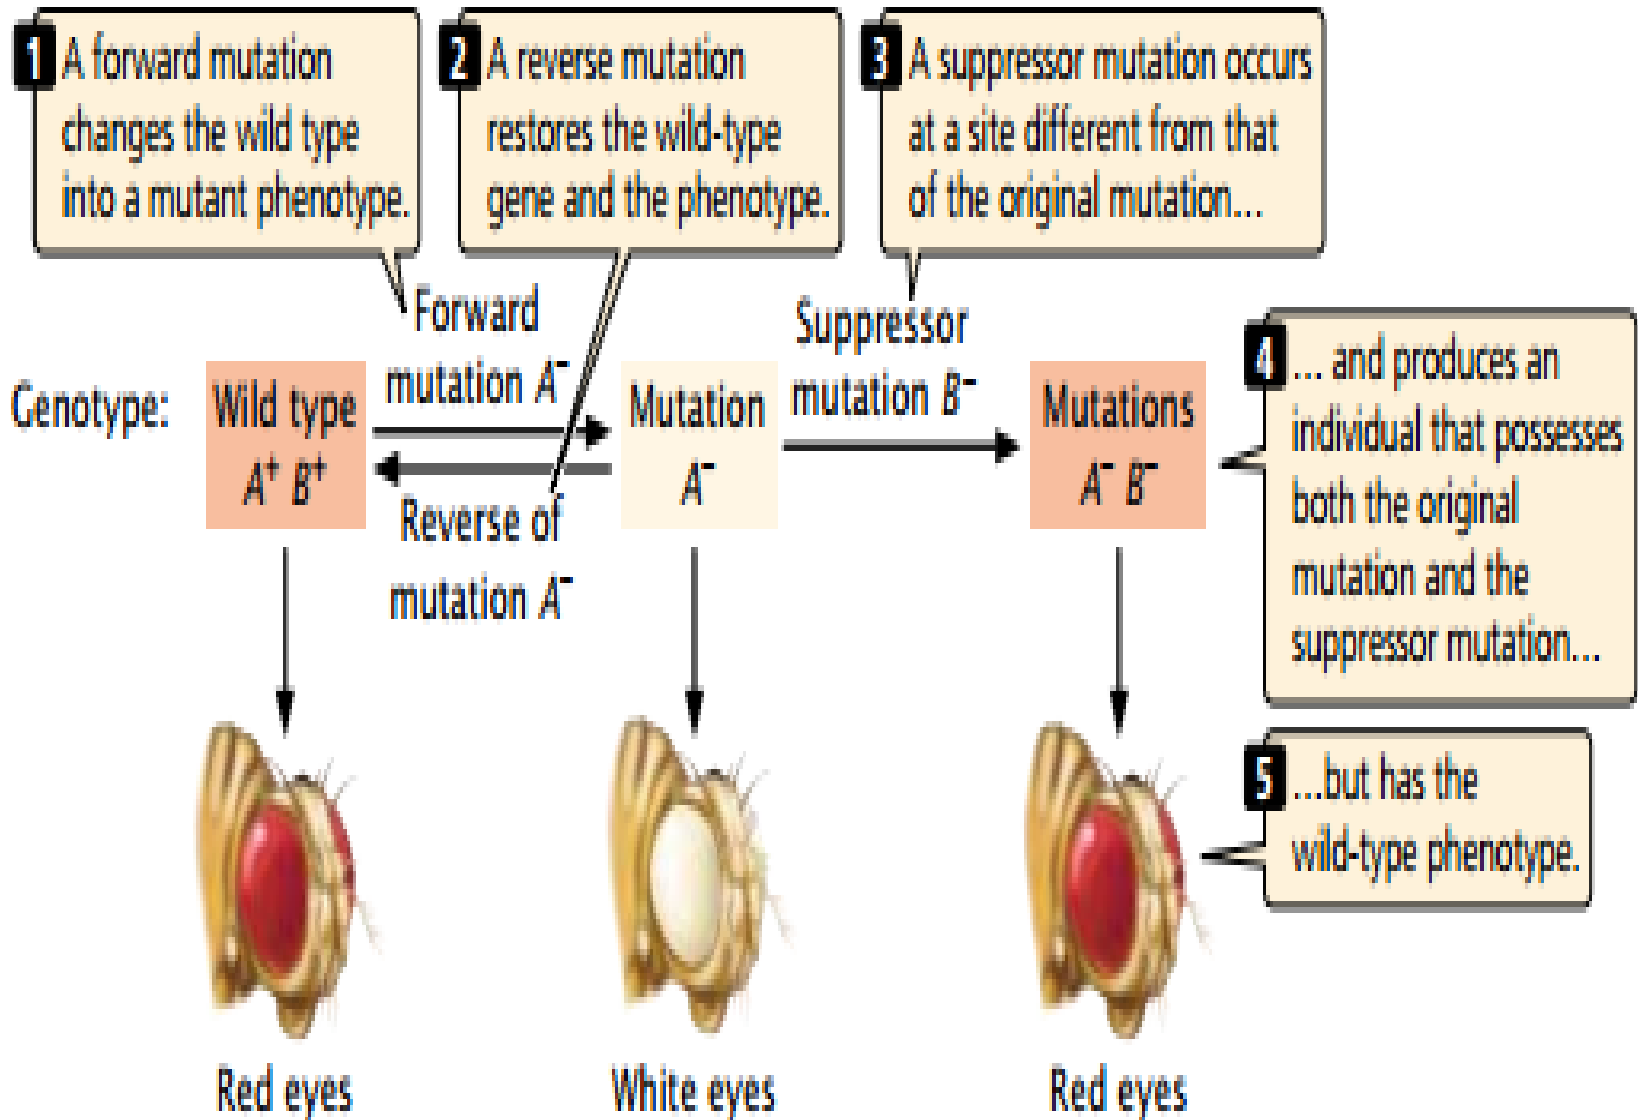 1 A forward mutation
changes the wild type
into a mutant phenotype.
2 A reverse mutation
restores the wild-type
gene and the phenotype.
3 A suppressor mutation occurs
at a site different from that
of the original mutation...
Forward
mutation A⁻
Suppressor
mutation B⁻
Genotype:
Wild type
A⁺ B⁺
Mutation
A⁻
Mutations
A⁻ B⁻
Reverse of
mutation A⁻
4 ... and produces an
individual that possesses
both the original
mutation and the
suppressor mutation...
5 ...but has the
wild-type phenotype.
Red eyes
White eyes
Red eyes